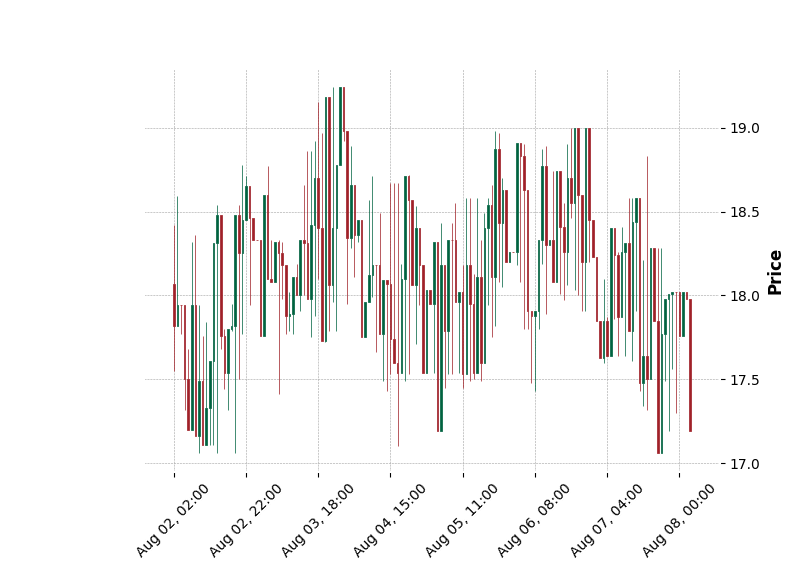 19.0
18.5
18.0
17.5
17.0
Price
Aug 02, 02:00
Aug 02, 22:00
Aug 03, 18:00
Aug 04, 15:00
Aug 05, 11:00
Aug 06, 08:00
Aug 07, 04:00
Aug 08, 00:00